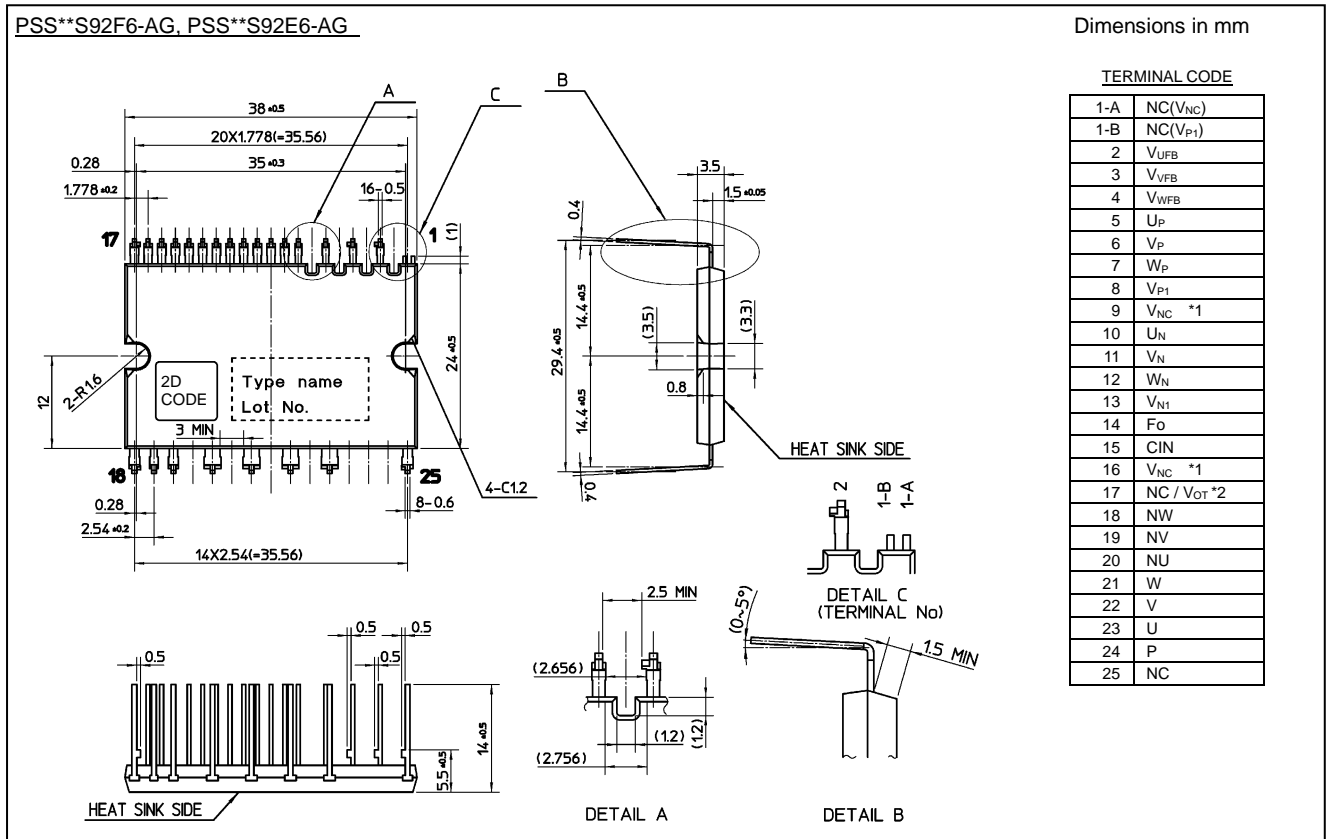 PSS**S92F6-AG, PSS**S92E6-AG
Dimensions in mm
A
C
B
38 ±0.5
20X1.778(=35.56)
0.28
35 ±0.3
1.778 ±0.2
16-0.5
17
1
(1)
2-R1.6
12
24 ±0.5
2D
CODE
Type name
Lot No.
3 MIN
18
25
0.28
2.54 ±0.2
8-0.6
4-C1.2
14X2.54(=35.56)
3.5
1.5 ±0.05
0.4
29.4 ±0.5
14.4 ±0.5
14.4 ±0.5
(3.5)
(3.3)
0.8
0.4
HEAT SINK SIDE
2
1-B
1-A
DETAIL C
(TERMINAL No)
0.5
0.5
0.5
0.5
5.5 ±0.5
14 ±0.5
HEAT SINK SIDE
2.5 MIN
(2.656)
(1.2)
(1.2)
(2.756)
DETAIL A
(0~5°)
1.5 MIN
DETAIL B
TERMINAL CODE
1-A NC(VNC)
1-B NC(VP1)
2 VUFB
3 VVFB
4 VWFB
5 UP
6 VP
7 WP
8 VP1
9 VNC *1
10 UN
11 VN
12 WN
13 VN1
14 Fo
15 CIN
16 VNC *1
17 NC / VOT *2
18 NW
19 NV
20 NU
21 W
22 V
23 U
24 P
25 NC